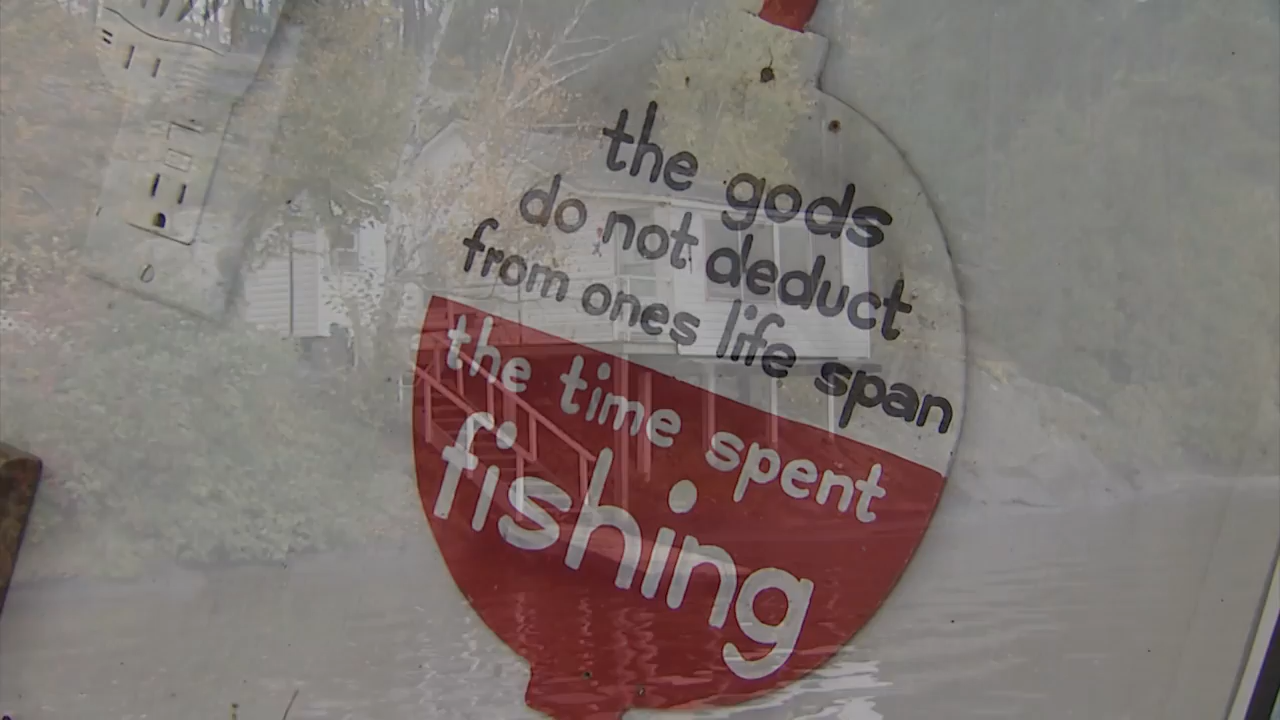 the gods
do not deduct
from ones life span
the time spent
fishing